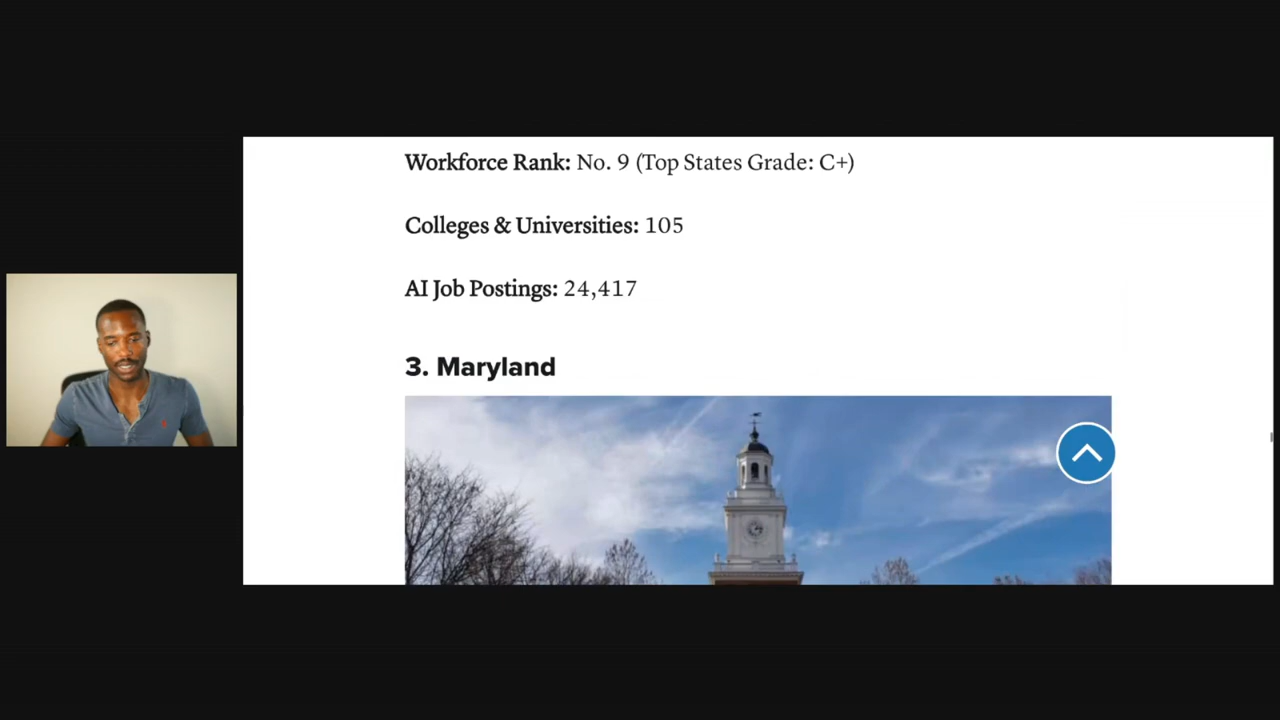 Workforce Rank: No. 9 (Top States Grade: C+)
Colleges & Universities: 105
AI Job Postings: 24,417
3. Maryland